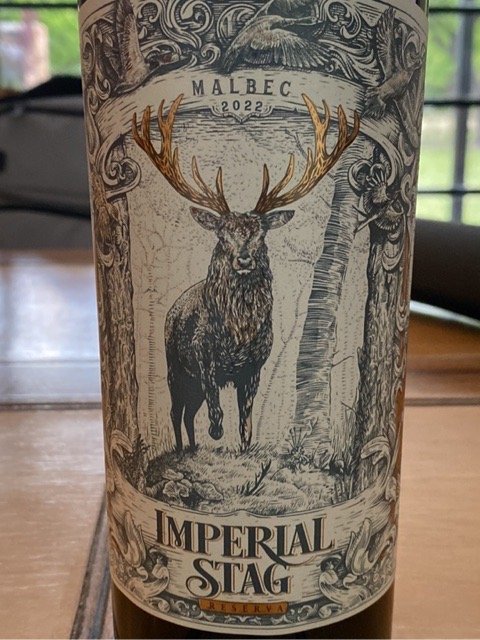 MALBEC
2022
IMPERIAL
STAG
RESERVA